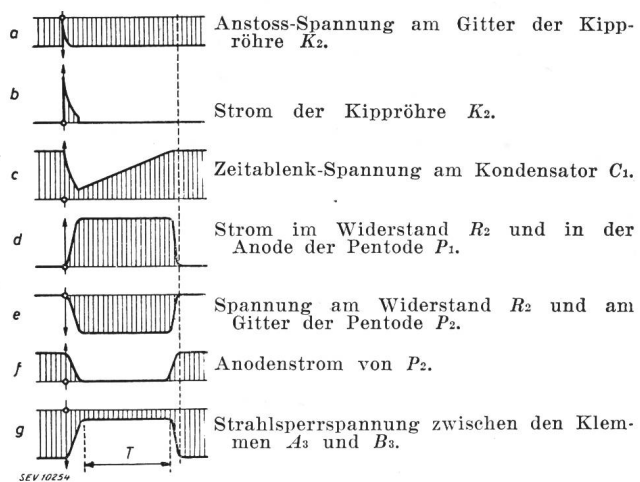 a Anstoss-Spannung am Gitter der Kipp-
röhre K2.
b
Strom der Kippröhre K2.
c Zeitablenk-Spannung am Kondensator C1.
d Strom im Widerstand R2 und in der
Anode der Pentode P1.
e Spannung am Widerstand R2 und am
Gitter der Pentode P2.
f Anodenstrom von P2.
g Strahlsperrspannung zwischen den Klem-
men A3 und B3.
T
SEV 10254